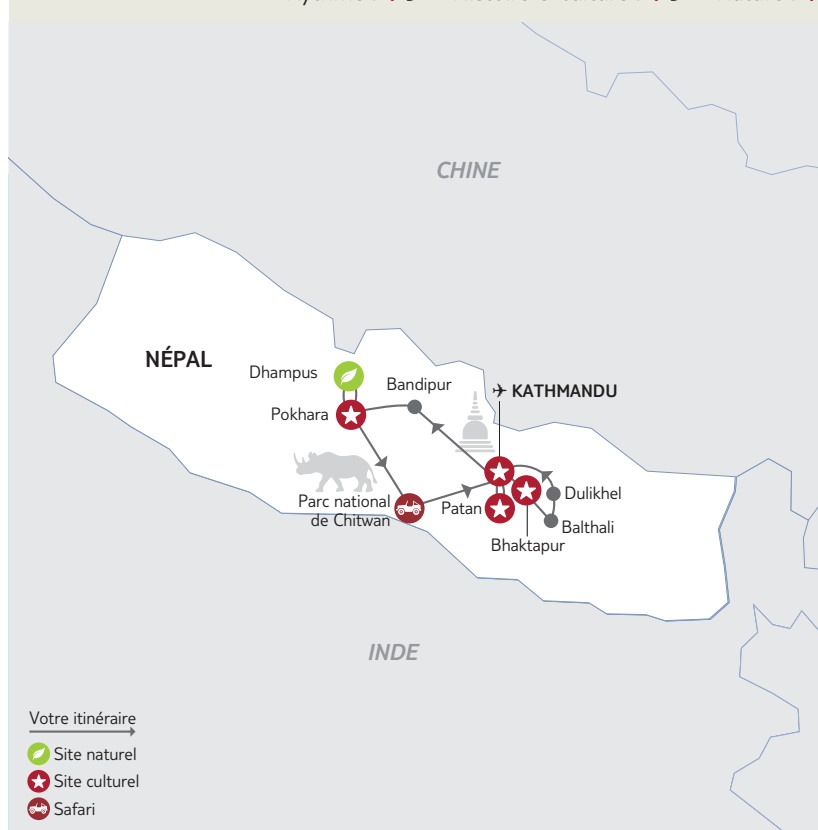 CHINE
NÉPAL
Dhampus
Bandipur
KATHMANDU
Pokhara
Parc national
de Chitwan
Patan
Dulikhel
Balthali
Bhaktapur
INDE
Votre itinéraire
Site naturel
Site culturel
Safari